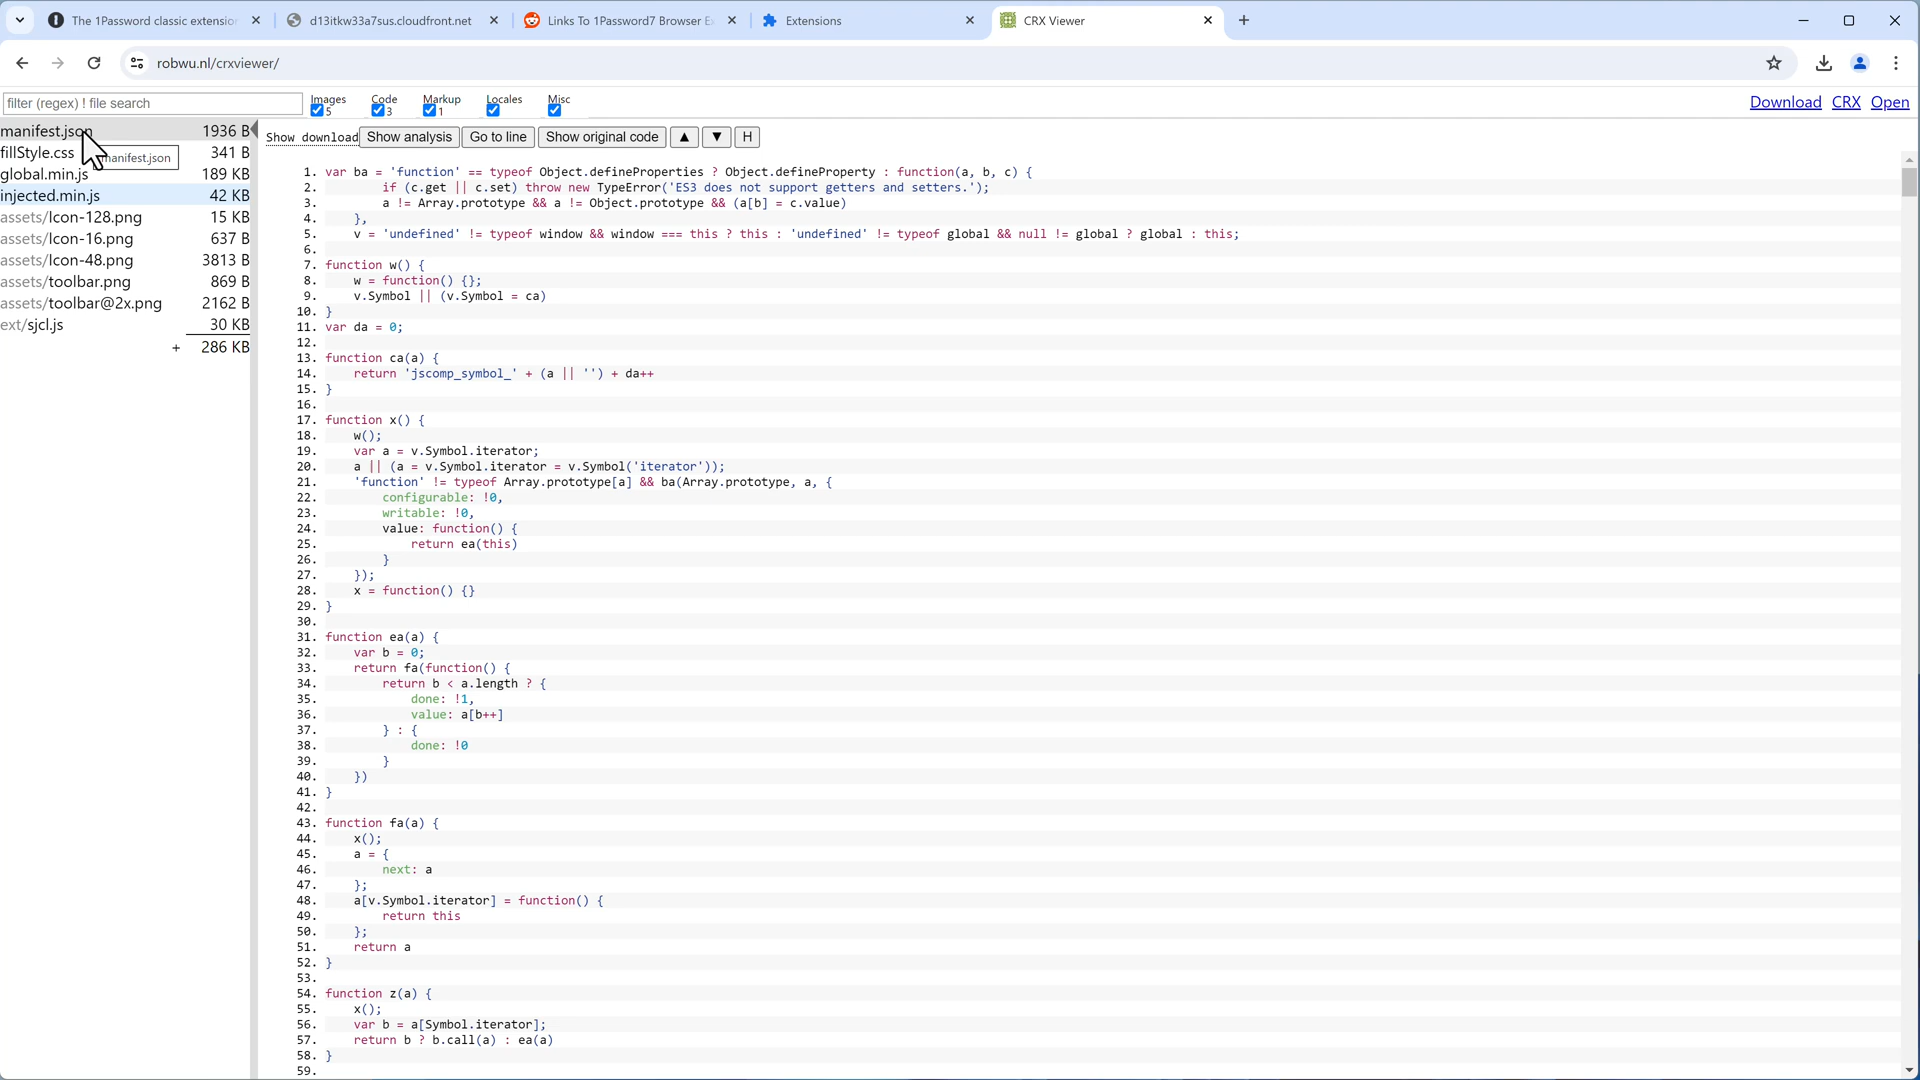 The 1Password classic extension
d13itkw33a7sus.cloudfront.net
Links To 1Password7 Browser E
Extensions
CRX Viewer
robwu.nl/crxviewer/
filter (regex) ! file search
Images
5
Code
3
Markup
1
Locales
Misc
Download CRX Open
manifest.json 1936 B
manifest.json
fillStyle.css 341 B
global.min.js 189 KB
injected.min.js 42 KB
assets/Icon-128.png 15 KB
assets/Icon-16.png 637 B
assets/Icon-48.png 3813 B
assets/toolbar.png 869 B
assets/toolbar@2x.png 2162 B
ext/sjcl.js 30 KB
+ 286 KB
Show download Show analysis Go to line Show original code ▲ ▼ H
1. var ba = 'function' == typeof Object.defineProperties ? Object.defineProperty : function(a, b, c) {
2. if (c.get || c.set) throw new TypeError('ES3 does not support getters and setters.');
3. a != Array.prototype && a != Object.prototype && (a[b] = c.value)
4. },
5. v = 'undefined' != typeof window && window === this ? this : 'undefined' != typeof global && null != global ? global : this;
6.
7. function w() {
8. w = function() {};
9. v.Symbol || (v.Symbol = ca)
10. }
11. var da = 0;
12.
13. function ca(a) {
14. return 'jscomp_symbol_' + (a || '') + da++
15. }
16.
17. function x() {
18. w();
19. var a = v.Symbol.iterator;
20. a || (a = v.Symbol.iterator = v.Symbol('iterator'));
21. 'function' != typeof Array.prototype[a] && ba(Array.prototype, a, {
22. configurable: !0,
23. writable: !0,
24. value: function() {
25. return ea(this)
26. }
27. });
28. x = function() {}
29. }
30.
31. function ea(a) {
32. var b = 0;
33. return fa(function() {
34. return b < a.length ? {
35. done: !1,
36. value: a[b++]
37. } : {
38. done: !0
39. }
40. })
41. }
42.
43. function fa(a) {
44. x();
45. a = {
46. next: a
47. };
48. a[v.Symbol.iterator] = function() {
49. return this
50. };
51. return a
52. }
53.
54. function z(a) {
55. x();
56. var b = a[Symbol.iterator];
57. return b ? b.call(a) : ea(a)
58. }
59.